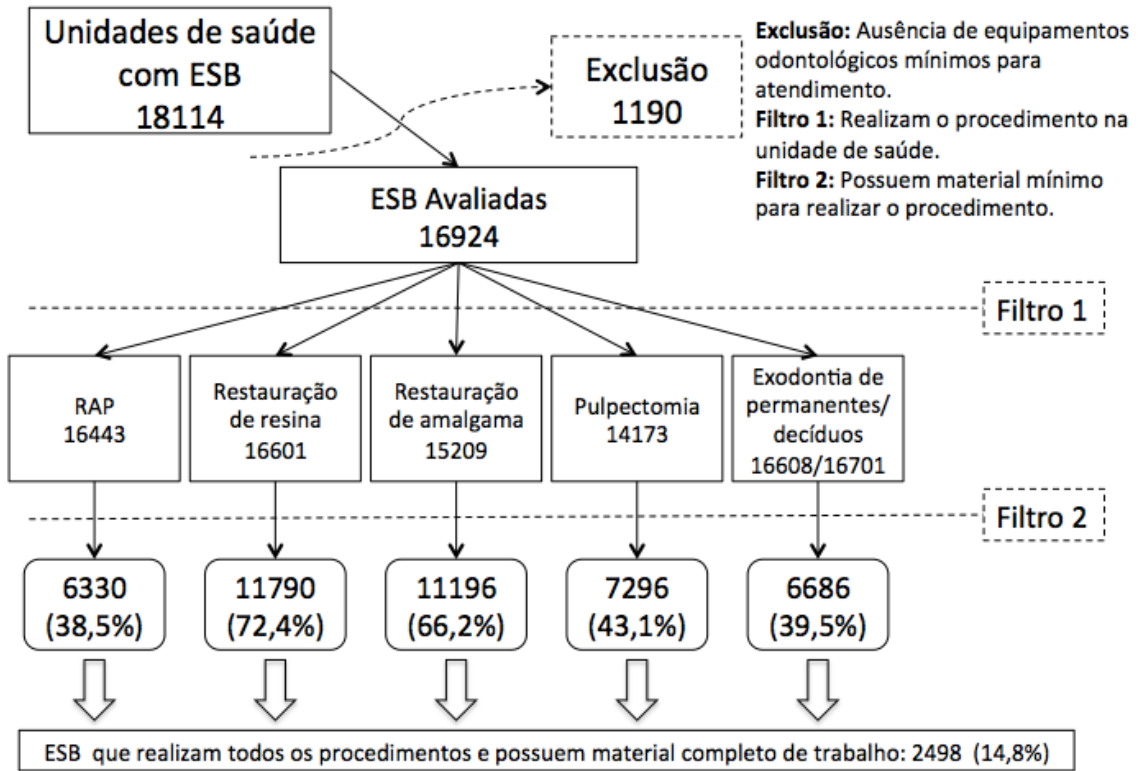 Unidades de saúde
com ESB
18114
Exclusão
1190
Exclusão: Ausência de equipamentos
odontológicos mínimos para
atendimento.
Filtro 1: Realizam o procedimento na
unidade de saúde.
Filtro 2: Possuem material mínimo
para realizar o procedimento.
ESB Avaliadas
16924
Filtro 1
RAP
16443
Restauração
de resina
16601
Restauração
de amalgama
15209
Pulpectomia
14173
Exodontia de
permanentes/
decíduos
16608/16701
Filtro 2
6330
(38,5%)
11790
(72,4%)
11196
(66,2%)
7296
(43,1%)
6686
(39,5%)
ESB que realizam todos os procedimentos e possuem material completo de trabalho: 2498 (14,8%)